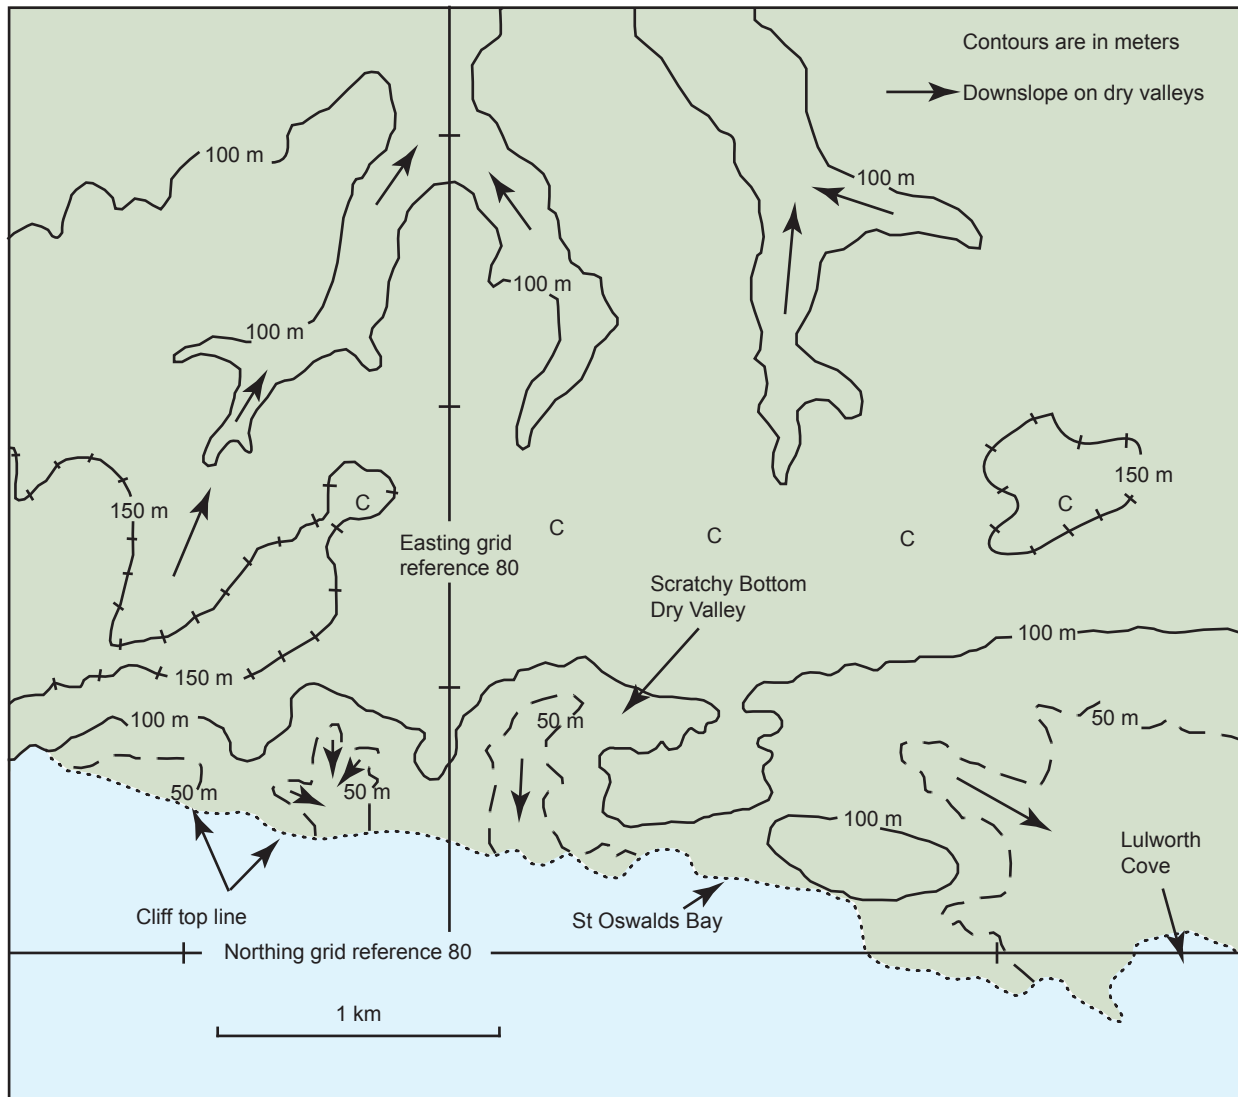 Contours are in meters
Downslope on dry valleys
100 m
100 m
100 m
100 m
150 m
150 m
C
C
C
C
C
Easting grid
reference 80
Scratchy Bottom
Dry Valley
100 m
150 m
100 m
50 m
50 m
50 m
50 m
100 m
Lulworth
Cove
Cliff top line
St Oswalds Bay
Northing grid reference 80
1 km